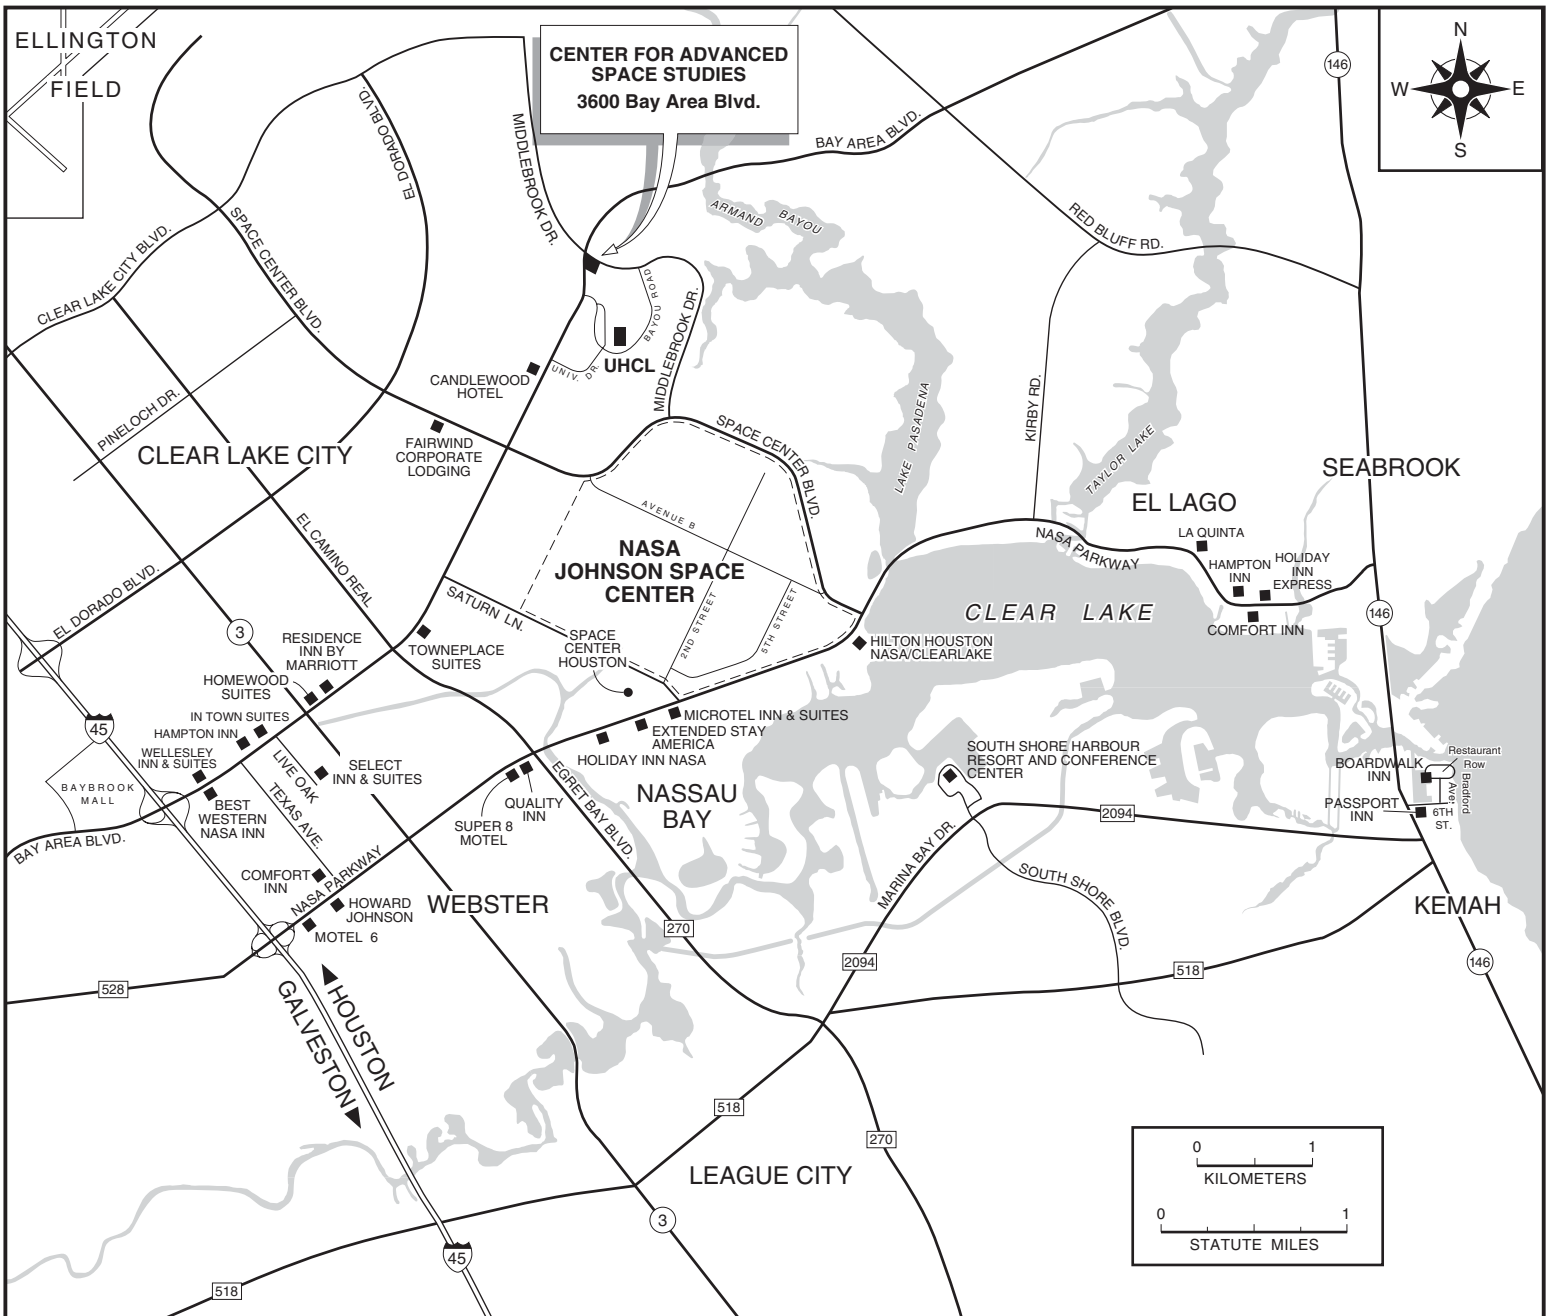 ELLINGTON
FIELD
CENTER FOR ADVANCED
SPACE STUDIES
3600 Bay Area Blvd.
N
W
E
S
146
EL DORADO BLVD.
MIDDLEBROOK DR.
BAY AREA BLVD.
ARMAND BAYOU
RED BLUFF RD.
CLEAR LAKE CITY BLVD.
SPACE CENTER BLVD.
BAYOU ROAD
MIDDLEBROOK DR.
UHCL
UNIV. DR.
CANDLEWOOD
HOTEL
PINELOCH DR.
CLEAR LAKE CITY
FAIRWIND
CORPORATE
LODGING
SPACE CENTER BLVD.
LAKE PASADENA
KIRBY RD.
TAYLOR LAKE
SEABROOK
EL LAGO
LA QUINTA
HAMPTON
INN
HOLIDAY
INN
EXPRESS
COMFORT INN
NASA PARKWAY
CLEAR LAKE
146
AVENUE B
NASA
JOHNSON SPACE
CENTER
2ND STREET
5TH STREET
EL CAMINO REAL
EL DORADO BLVD.
3
SATURN LN.
SPACE
CENTER
HOUSTON
HILTON HOUSTON
NASA/CLEARLAKE
RESIDENCE
INN BY
MARRIOTT
TOWNEPLACE
SUITES
HOMEWOOD
SUITES
IN TOWN SUITES
HAMPTON INN
WELLESLEY
INN & SUITES
45
MICROTEL INN & SUITES
EXTENDED STAY
AMERICA
HOLIDAY INN NASA
LIVE OAK
TEXAS AVE.
SELECT
INN & SUITES
BAYBROOK
MALL
BEST
WESTERN
NASA INN
BAY AREA BLVD.
QUALITY
INN
SUPER 8
MOTEL
EGRET BAY BLVD.
NASSAU
BAY
SOUTH SHORE HARBOUR
RESORT AND CONFERENCE
CENTER
BOARDWALK
INN
Restaurant
Row
Bradford
Ave.
PASSPORT
INN
6TH
ST.
2094
MARINA BAY DR.
SOUTH SHORE BLVD.
COMFORT
INN
NASA PARKWAY
HOWARD
JOHNSON
MOTEL 6
WEBSTER
KEMAH
270
2094
518
146
528
HOUSTON
GALVESTON
518
270
LEAGUE CITY
3
45
518
0 1
KILOMETERS
0 1
STATUTE MILES